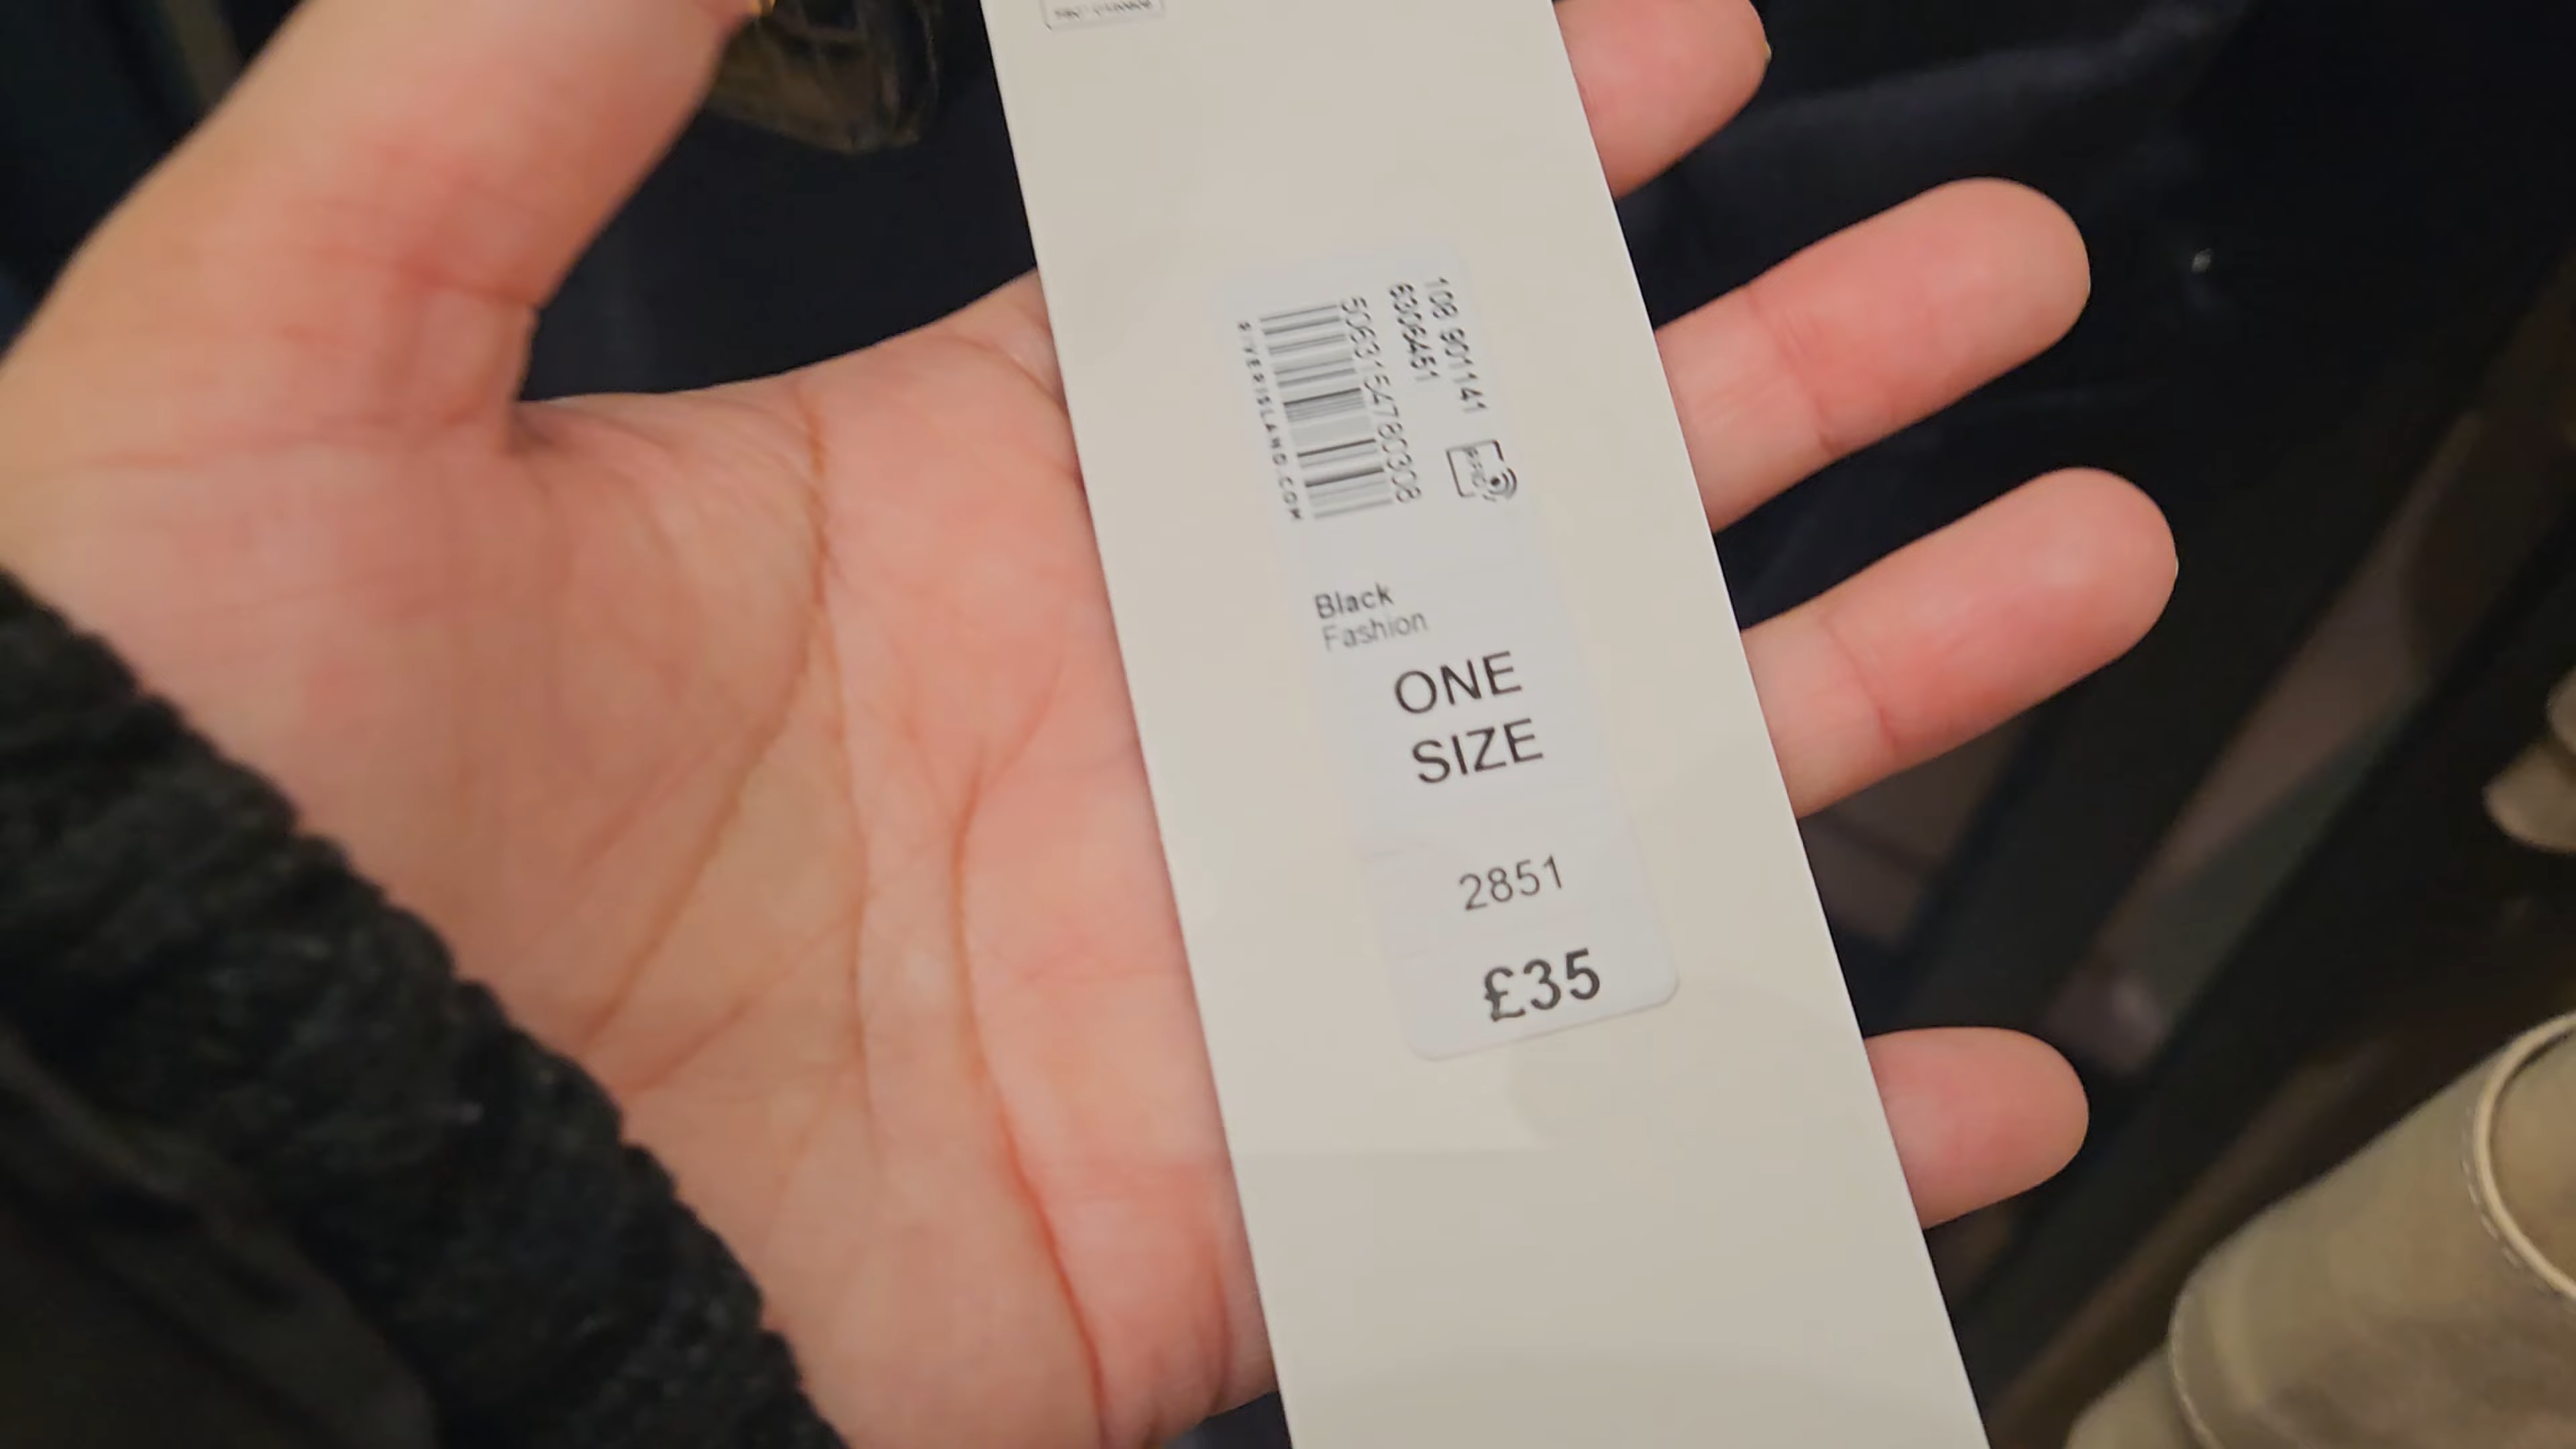 108 901141
6306451
5063154780308
RIVERISLAND.COM
Black
Fashion
ONE
SIZE
2851
£35